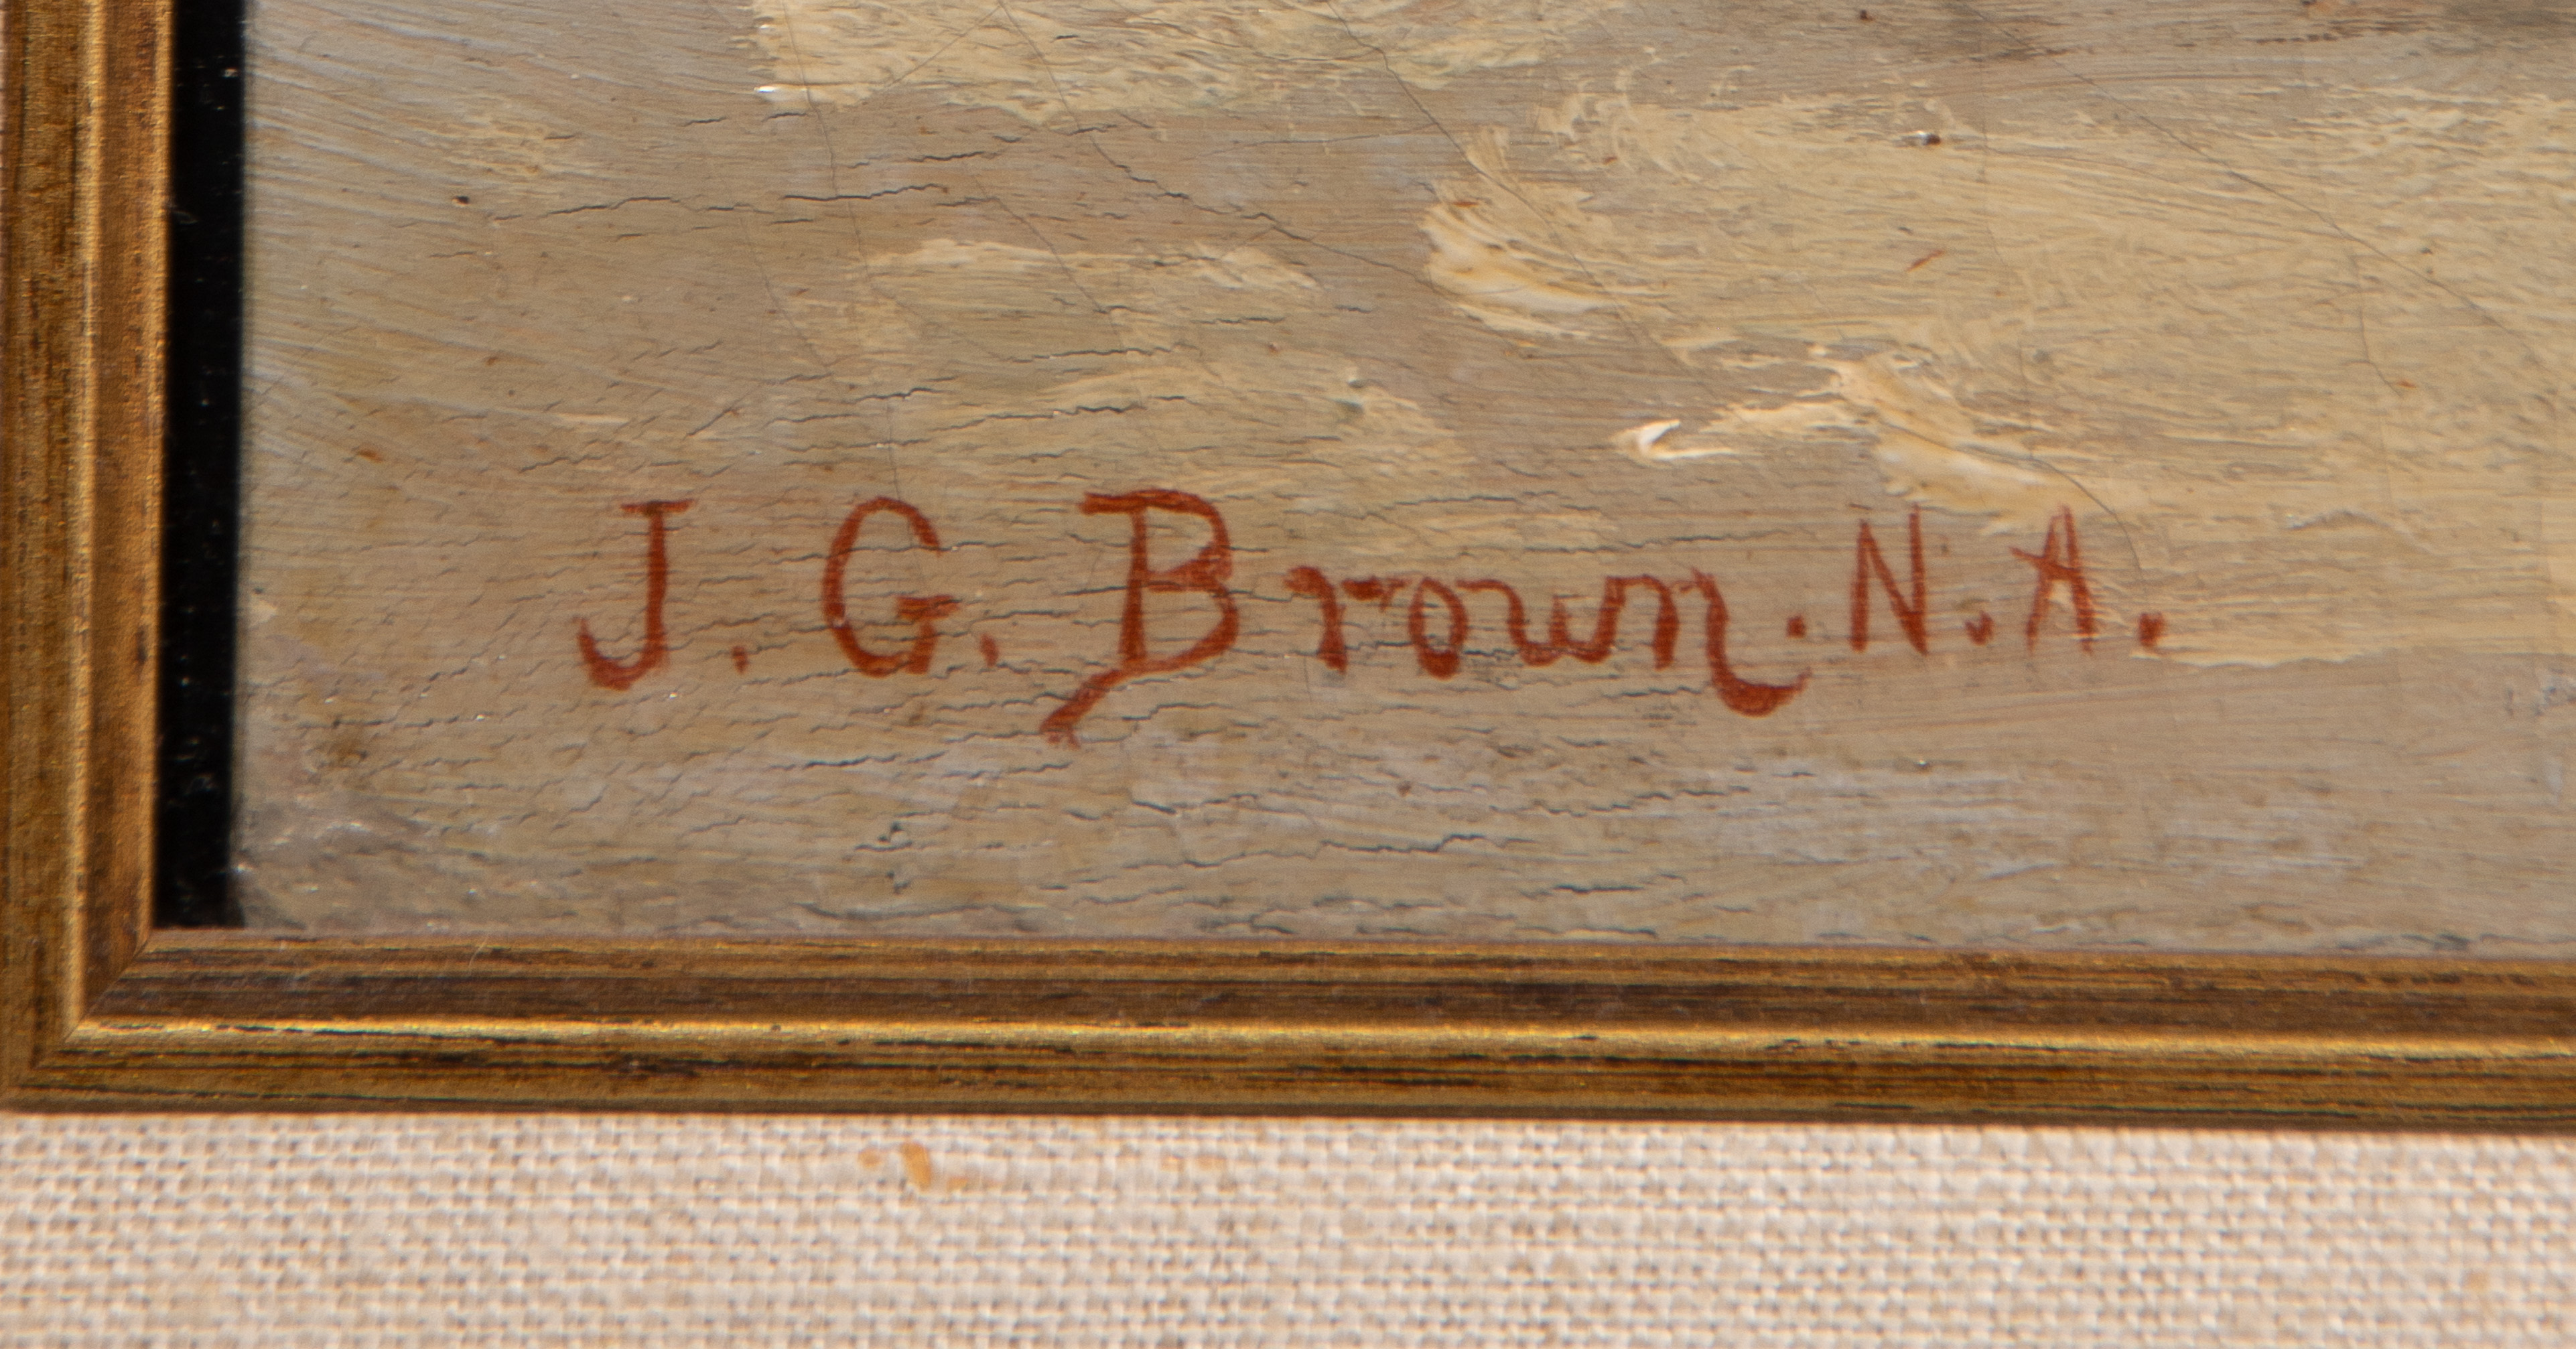 J. G. Brown. N. A.